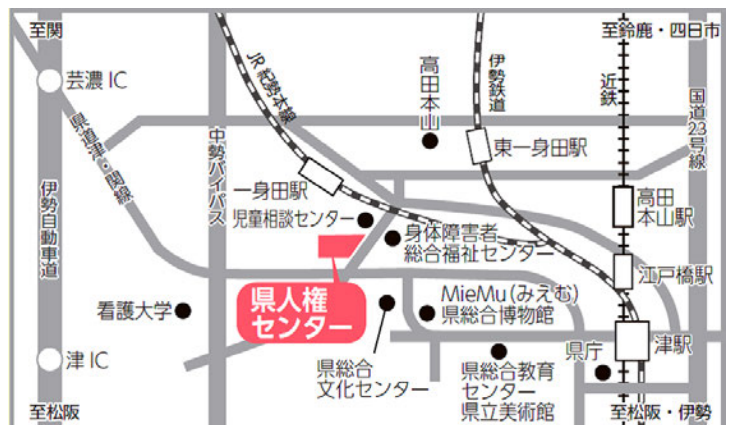 至関
至鈴鹿・四日市
芸濃IC
JR紀勢本線
高田本山
伊勢鉄道
近鉄
国道23号線
県道津・関線
中勢バイパス
東一身田駅
伊勢自動車道
一身田駅
高田
本山駅
児童相談センター
身体障害者
総合福祉センター
江戸橋駅
県人権
センター
MieMu(みえむ)
県総合博物館
看護大学
津IC
県総合
文化センター
県総合教育
センター
県立美術館
県庁
津駅
至松阪
至松阪・伊勢